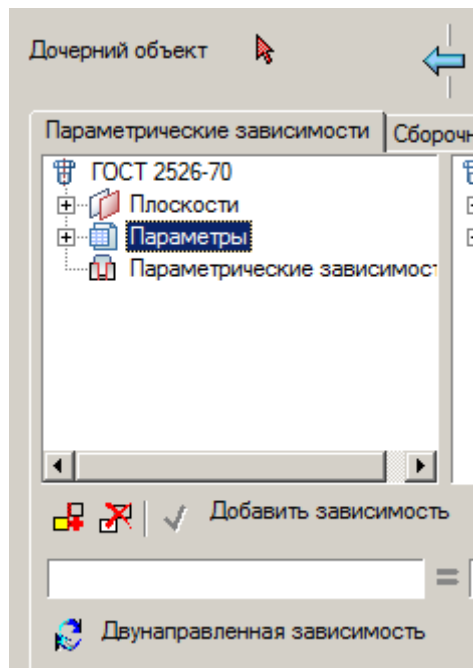 Дочерний объект
Параметрические зависимости
Сборочн
ГОСТ 2526-70
Плоскости
Параметры
Параметрические зависимост
Добавить зависимость
=
Двунаправленная зависимость